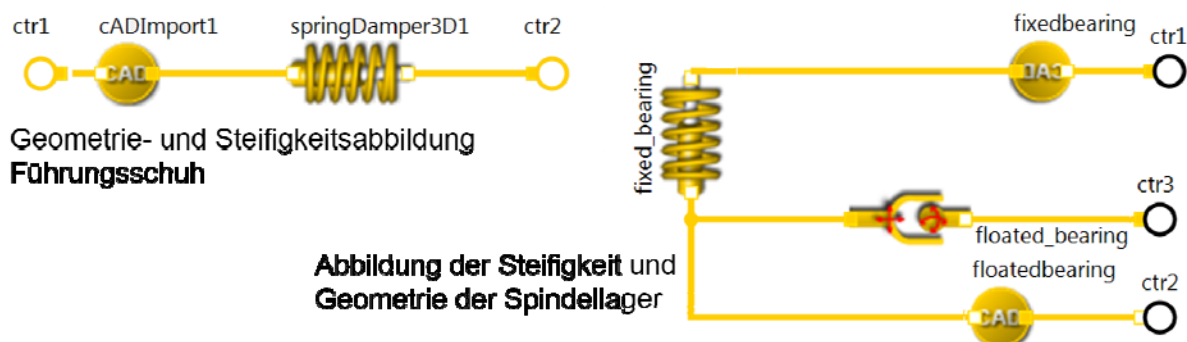 ctr1
cADImport1
springDamper3D1
ctr2
CAD
Geometrie- und Steifigkeitsabbildung
Führungsschuh
fixedbearing
ctr1
CAD
fixed_bearing
ctr3
floated_bearing
Abbildung der Steifigkeit und
Geometrie der Spindellager
floatedbearing
ctr2
CAD